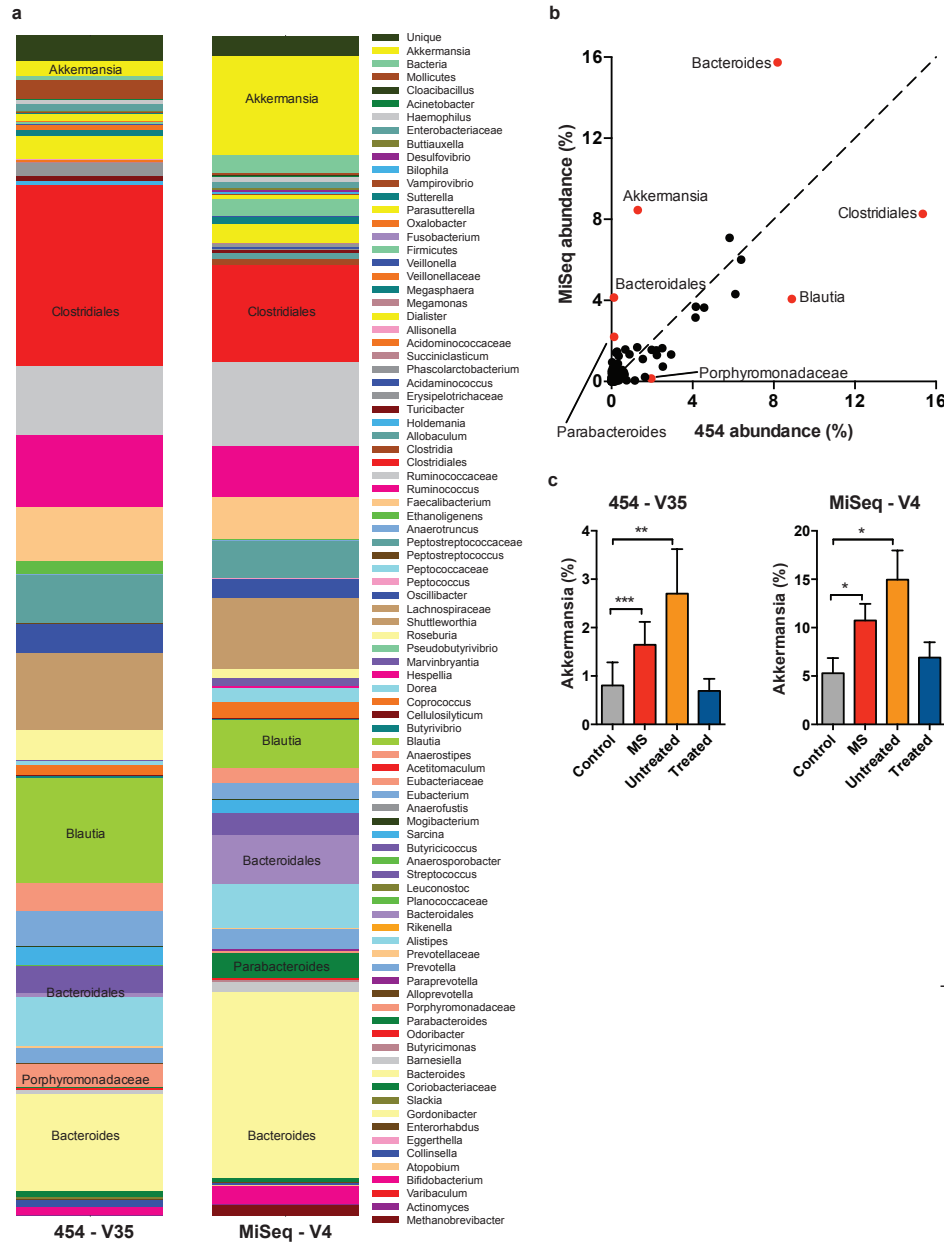 a
Akkermansia
Clostridiales
Blautia
Bacteroidales
Porphyromonadaceae
Bacteroides
454 - V35
Akkermansia
Clostridiales
Blautia
Bacteroidales
Parabacteroides
Bacteroides
MiSeq - V4
Unique
Akkermansia
Bacteria
Mollicutes
Cloacibacillus
Acinetobacter
Haemophilus
Enterobacteriaceae
Buttiauxella
Desulfovibrio
Bilophila
Vampirovibrio
Sutterella
Parasutterella
Oxalobacter
Fusobacterium
Firmicutes
Veillonella
Veillonellaceae
Megasphaera
Megamonas
Dialister
Allisonella
Acidominococcaceae
Succiniclasticum
Phascolarctobacterium
Acidaminococcus
Erysipelotrichaceae
Turicibacter
Holdemania
Allobaculum
Clostridia
Clostridiales
Ruminococcaceae
Ruminococcus
Faecalibacterium
Ethanoligenens
Anaerotruncus
Peptostreptococcaceae
Peptostreptococcus
Peptococcaceae
Peptococcus
Oscillibacter
Lachnospiraceae
Shuttleworthia
Roseburia
Pseudobutyrivibrio
Marvinbryantia
Hespellia
Dorea
Coprococcus
Cellulosilyticum
Butyrivibrio
Blautia
Anaerostipes
Acetitomaculum
Eubacteriaceae
Eubacterium
Anaerofustis
Mogibacterium
Sarcina
Butyricicoccus
Anaerosporobacter
Streptococcus
Leuconostoc
Planococcaceae
Bacteroidales
Rikenella
Alistipes
Prevotellaceae
Prevotella
Paraprevotella
Alloprevotella
Porphyromonadaceae
Parabacteroides
Odoribacter
Butyricimonas
Barnesiella
Bacteroides
Coriobacteriaceae
Slackia
Gordonibacter
Enterorhabdus
Eggerthella
Collinsella
Atopobium
Bifidobacterium
Varibaculum
Actinomyces
Methanobrevibacter
b
MiSeq abundance (%)
16
12
8
4
0
Bacteroides
Akkermansia
Clostridiales
Bacteroidales
Blautia
Porphyromonadaceae
Parabacteroides
0 4 8 12 16
454 abundance (%)
c
454 - V35
Akkermansia (%)
4
3
2
1
0
**
***
Control MS Untreated Treated
MiSeq - V4
Akkermansia (%)
20
15
10
5
0
*
*
Control MS Untreated Treated